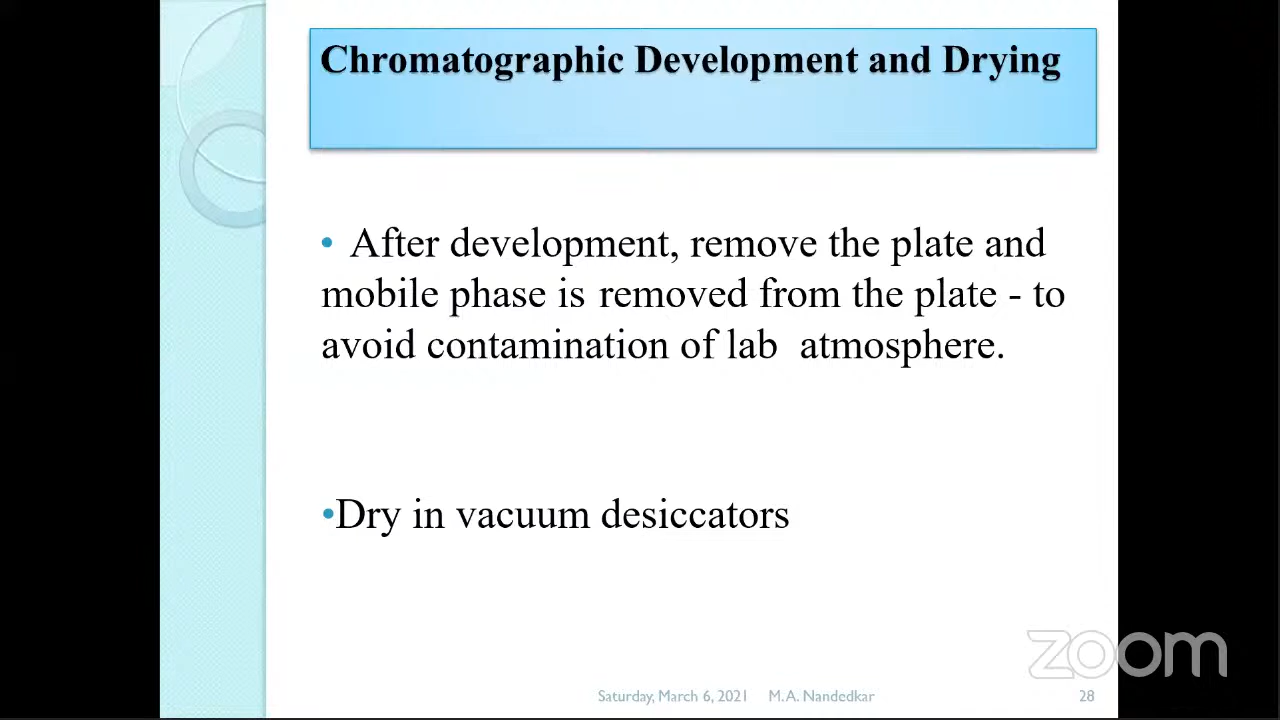 Chromatographic Development and Drying
• After development, remove the plate and
mobile phase is removed from the plate - to
avoid contamination of lab atmosphere.
•Dry in vacuum desiccators
zoom
Saturday, March 6, 2021 M.A. Nandedkar 28